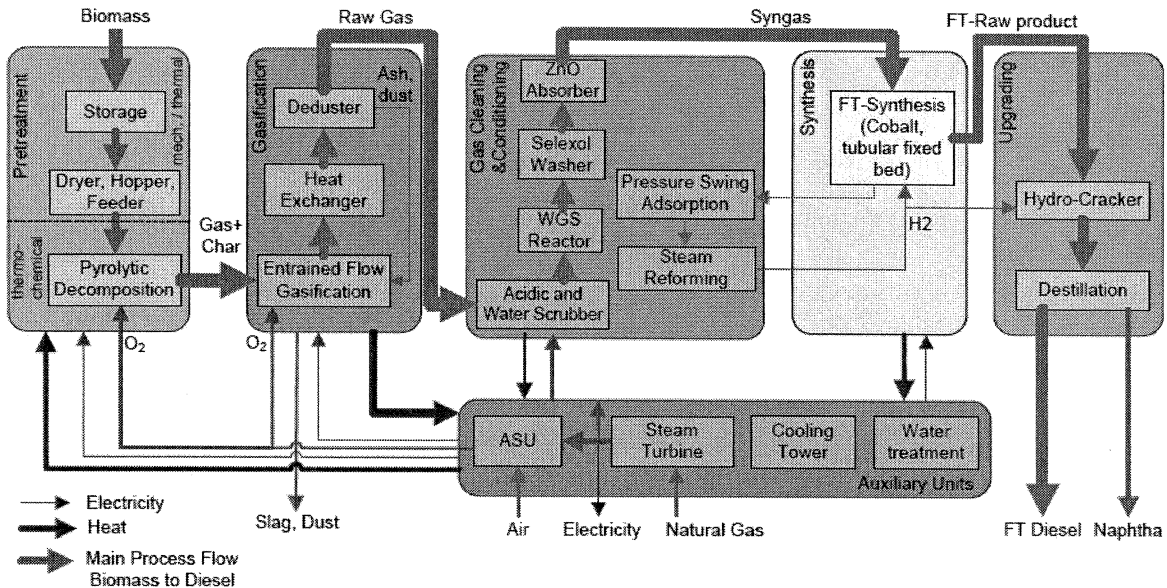 Biomass
Raw Gas
Syngas
FT-Raw product
Pretreatment
mech. / thermal
Storage
Dryer, Hopper,
Feeder
thermo-
chemical
Pyrolytic
Decomposition
Gas+
Char
O2
Gasification
Ash,
dust
Deduster
Heat
Exchanger
Entrained Flow
Gasification
O2
Gas Cleaning
&Conditioning
ZnO
Absorber
Selexol
Washer
WGS
Reactor
Acidic and
Water Scrubber
Pressure Swing
Adsorption
Steam
Reforming
Synthesis
FT-Synthesis
(Cobalt,
tubular fixed
bed)
H2
Upgrading
Hydro-Cracker
Destillation
ASU
Steam
Turbine
Cooling
Tower
Water
treatment
Auxiliary Units
Electricity
Heat
Main Process Flow
Biomass to Diesel
Slag, Dust
Air
Electricity
Natural Gas
FT Diesel
Naphtha